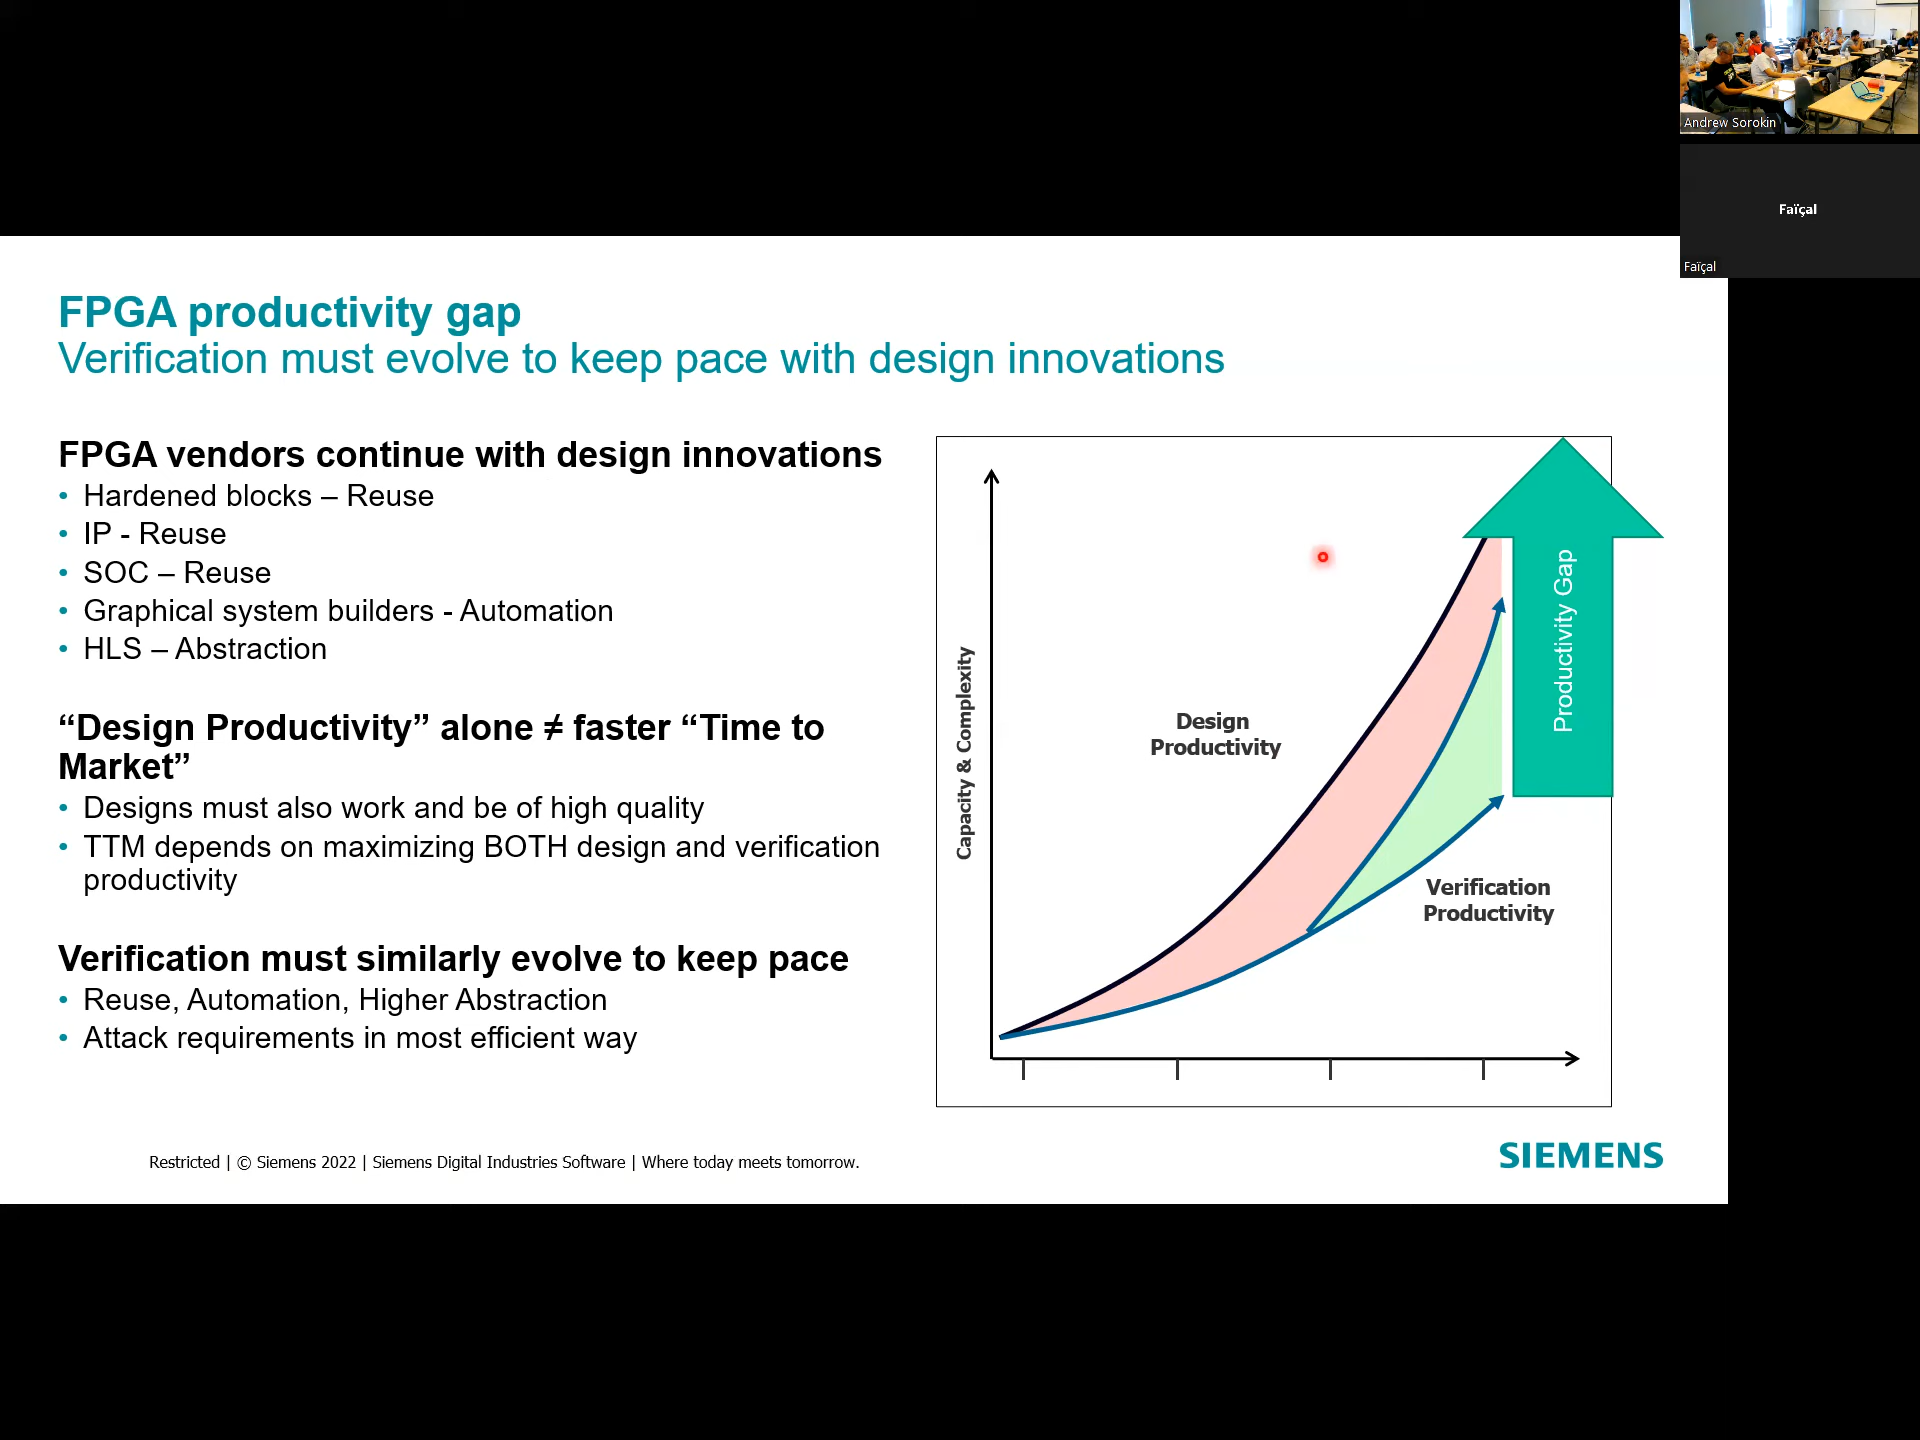 Andrew Sorokin
Faïçal
Faïçal
FPGA productivity gap
Verification must evolve to keep pace with design innovations
FPGA vendors continue with design innovations
• Hardened blocks – Reuse
• IP - Reuse
• SOC – Reuse
• Graphical system builders - Automation
• HLS – Abstraction
“Design Productivity” alone ≠ faster “Time to
Market”
• Designs must also work and be of high quality
• TTM depends on maximizing BOTH design and verification
productivity
Verification must similarly evolve to keep pace
• Reuse, Automation, Higher Abstraction
• Attack requirements in most efficient way
Capacity & Complexity
Design
Productivity
Productivity Gap
Verification
Productivity
Restricted | © Siemens 2022 | Siemens Digital Industries Software | Where today meets tomorrow.
SIEMENS